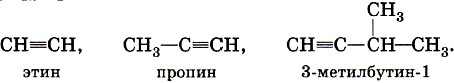 CH₃
CH≡CH, CH₃—C≡CH, CH≡C—CH—CH₃.
этин пропин 3-метилбутин-1